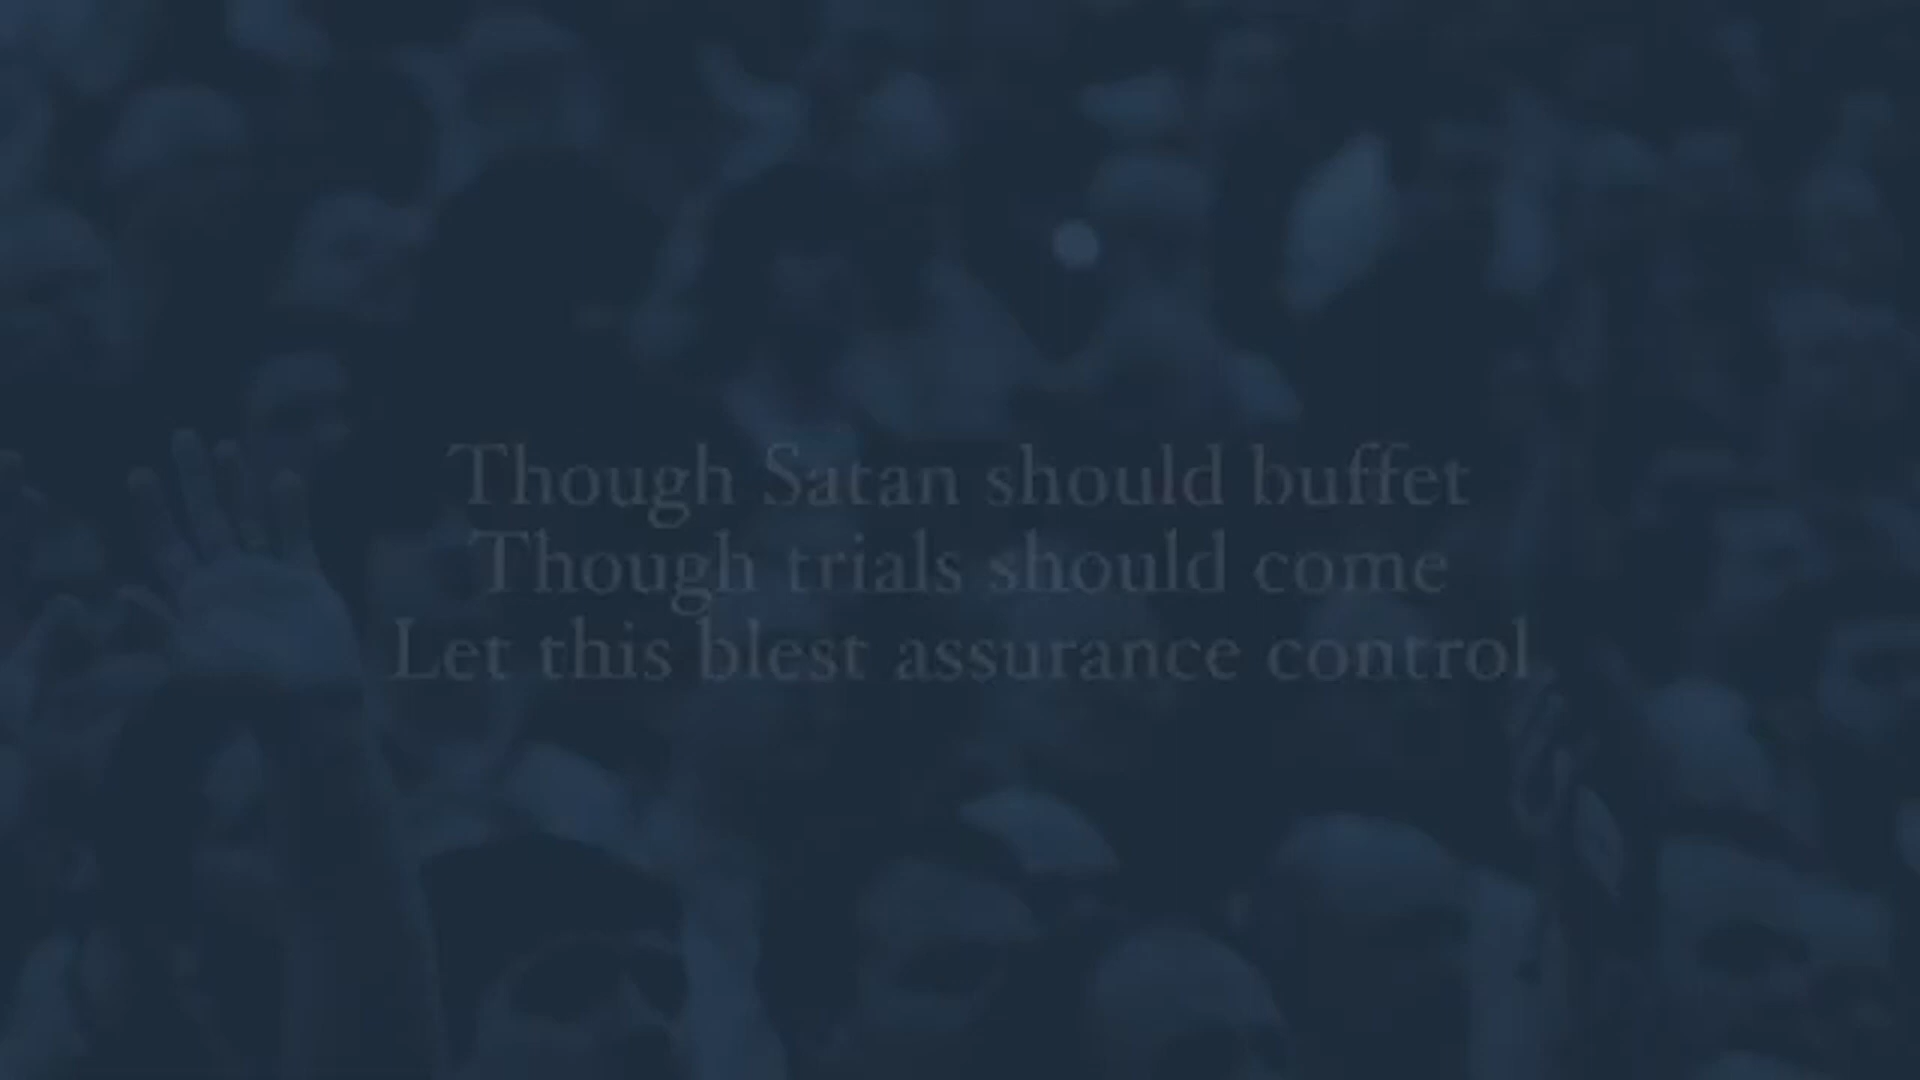 Though Satan should buffet
Though trials should come
Let this blest assurance control